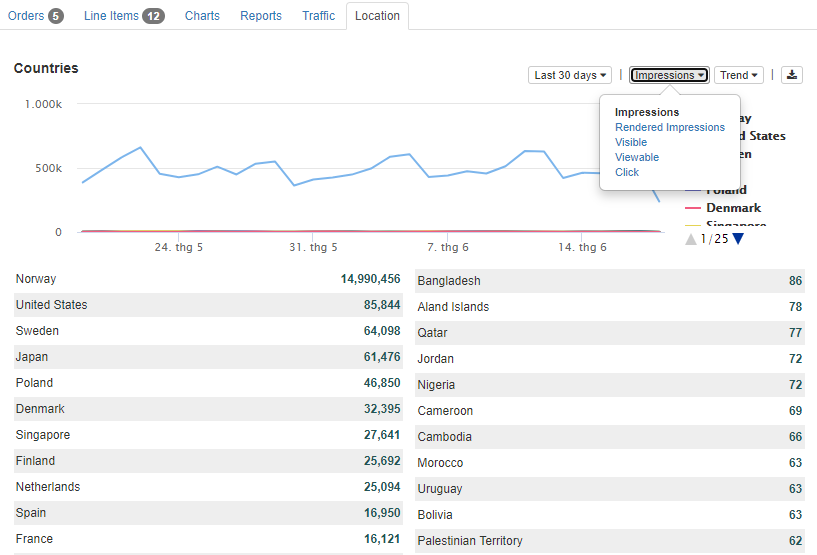 Orders 5 Line Items 12 Charts Reports Traffic Location
Countries
Last 30 days | Impressions Trend |
Impressions
Rendered Impressions
Visible
Viewable
Click
1.000k
500k
0
24. thg 5 31. thg 5 7. thg 6 14. thg 6
d States
Poland
Denmark
Singapore
1/25
Norway 14,990,456
United States 85,844
Sweden 64,098
Japan 61,476
Poland 46,850
Denmark 32,395
Singapore 27,641
Finland 25,692
Netherlands 25,094
Spain 16,950
France 16,121
Bangladesh 86
Aland Islands 78
Qatar 77
Jordan 72
Nigeria 72
Cameroon 69
Cambodia 66
Morocco 63
Uruguay 63
Bolivia 63
Palestinian Territory 62